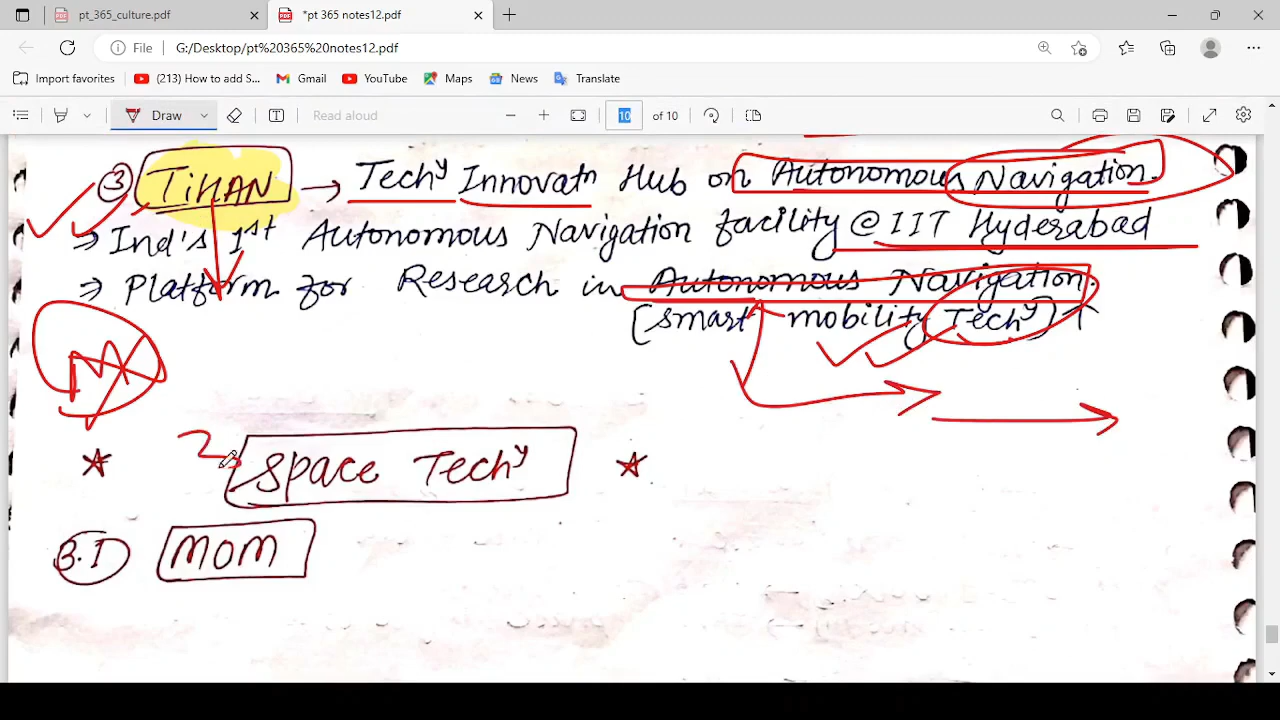 pt_365_culture.pdf
*pt 365 notes12.pdf
File G:/Desktop/pt%20365%20notes12.pdf
Import favorites (213) How to add S... Gmail YouTube Maps News Translate
Draw Read aloud 10 of 10
③ TiHAN → Techʸ Innovatⁿ Hub on Autonomous Navigation.
⇒ Ind's 1st Autonomous Navigation facility @ IIT Hyderabad
⇒ Platform for Research in Autonomous Navigation.
[smart mobility Techʸ] ↑
★ Space Techʸ ★
3.1 MOM